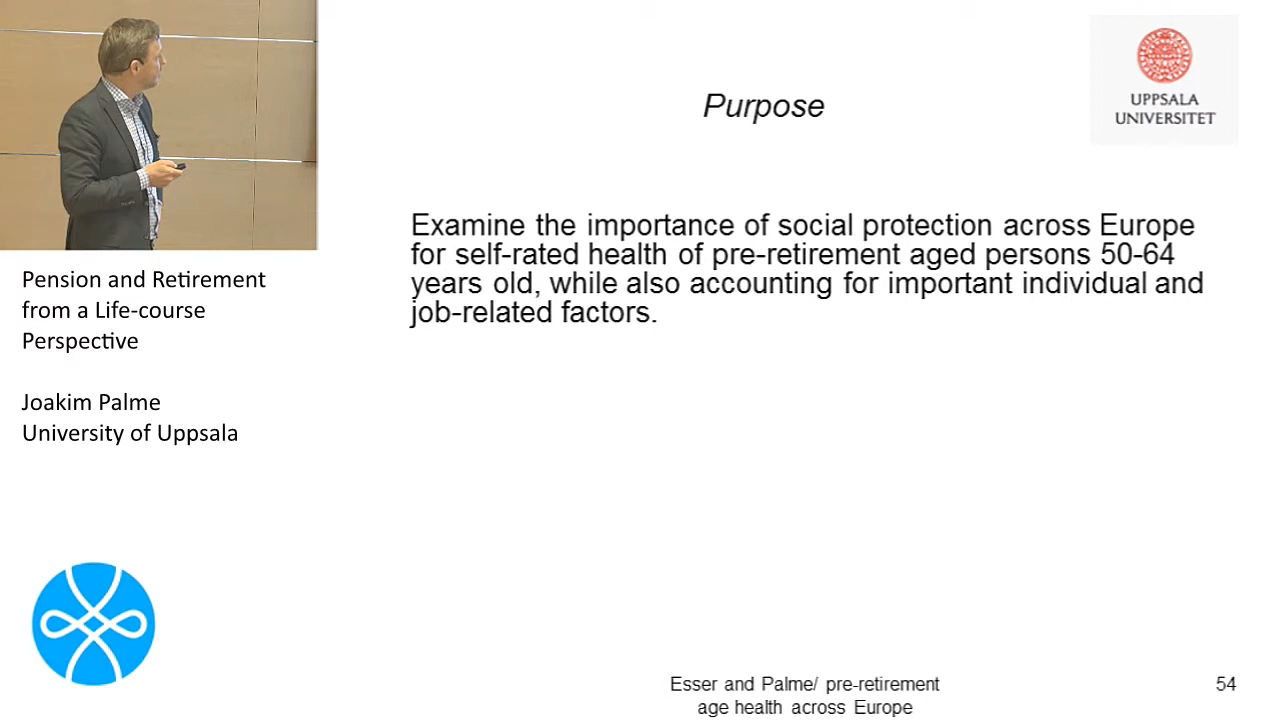 Purpose
UPPSALA
UNIVERSITET
Examine the importance of social protection across Europe
for self-rated health of pre-retirement aged persons 50-64
years old, while also accounting for important individual and
job-related factors.
Pension and Retirement
from a Life-course
Perspective
Joakim Palme
University of Uppsala
Esser and Palme/ pre-retirement
age health across Europe
54